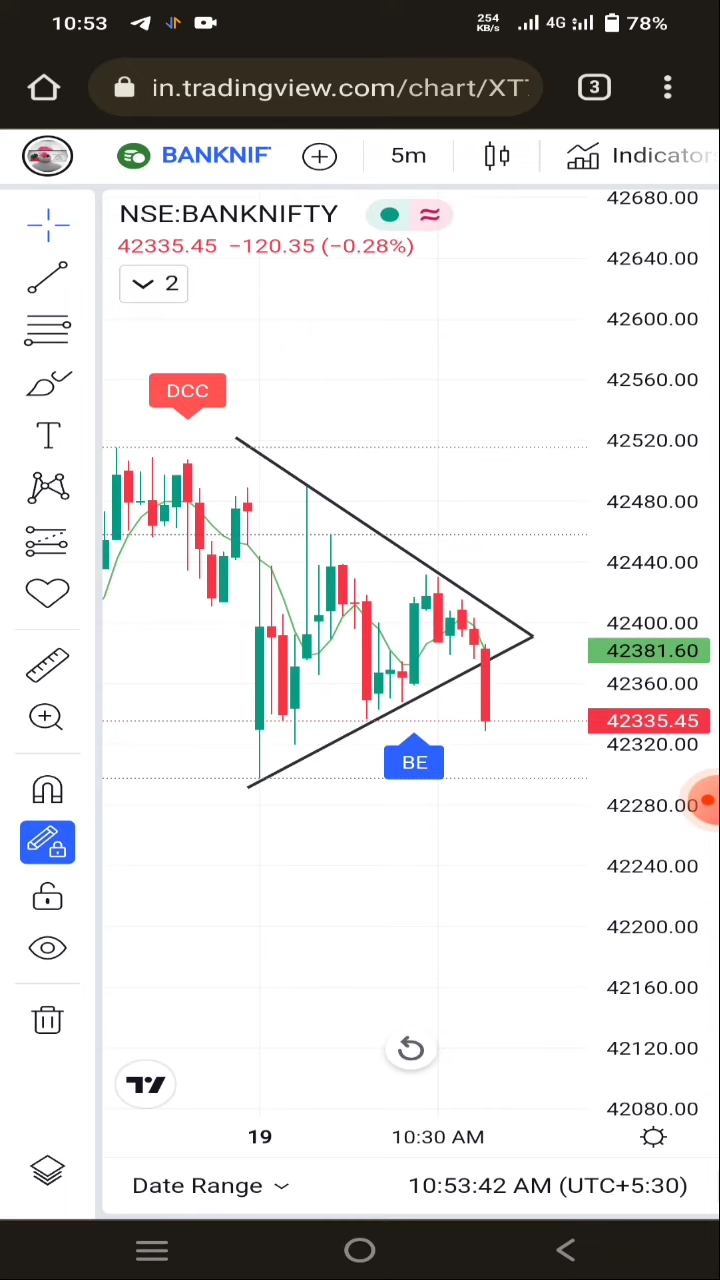 10:53
254
KB/s
4G
78%
in.tradingview.com/chart/XT
3
BANKNIF
5m
Indicator
NSE:BANKNIFTY
42335.45 −120.35 (−0.28%)
2
DCC
BE
42680.00
42640.00
42600.00
42560.00
42520.00
42480.00
42440.00
42400.00
42381.60
42360.00
42335.45
42320.00
42280.00
42240.00
42200.00
42160.00
42120.00
42080.00
19
10:30 AM
Date Range
10:53:42 AM (UTC+5:30)